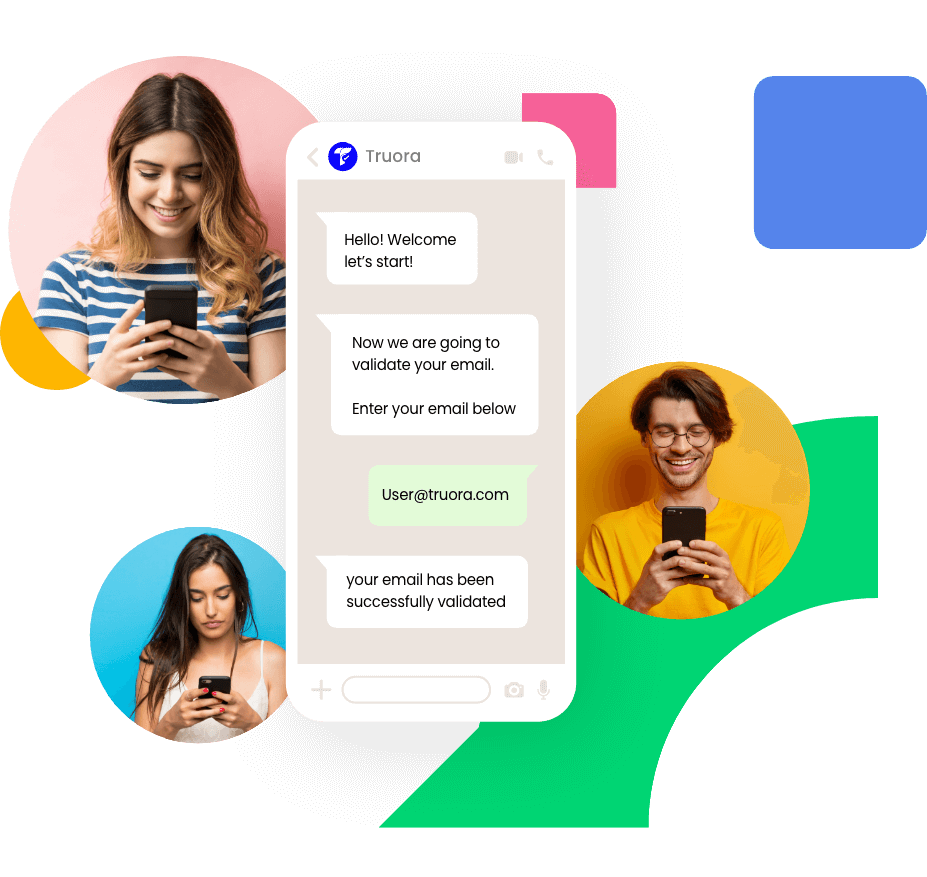 Truora
Hello! Welcome
let's start!
Now we are going to
validate your email.
Enter your email below
User@truora.com
your email has been
successfully validated